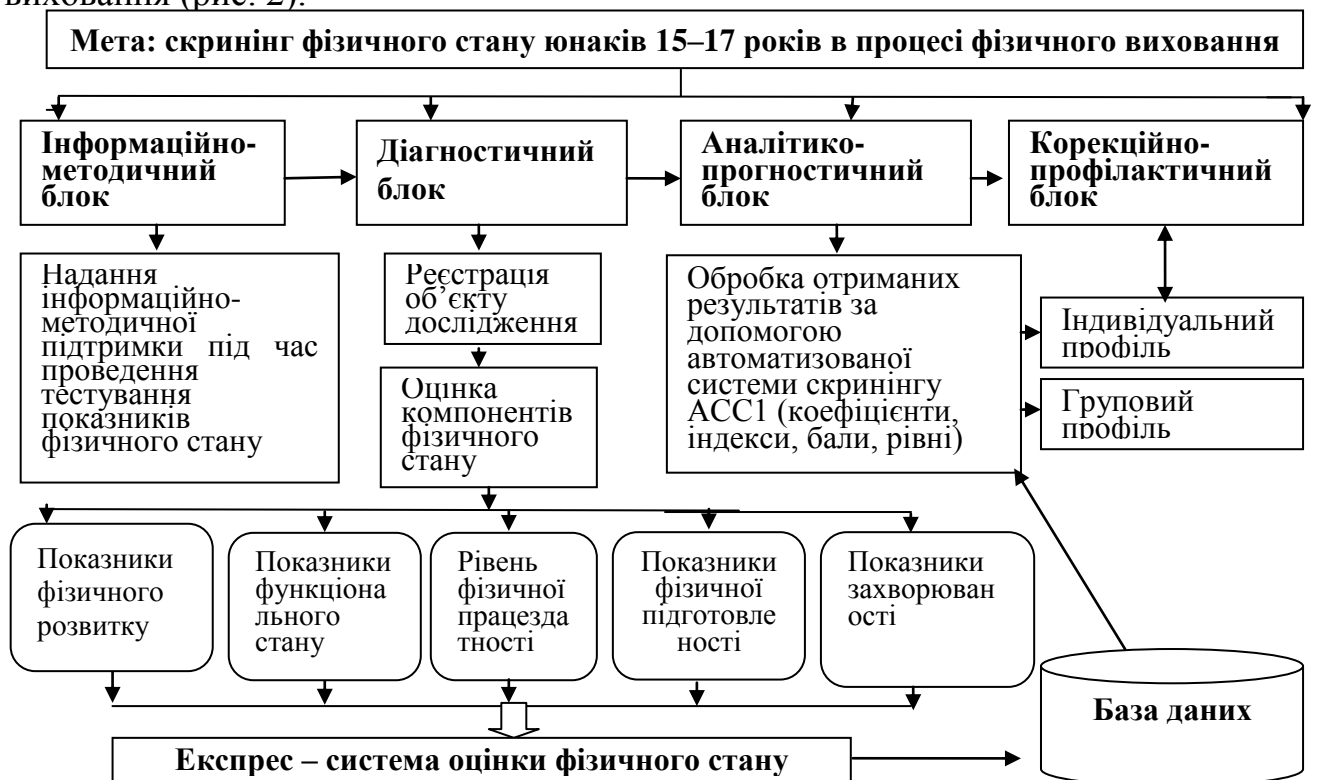 виховання (рис. 2).
Мета: скринінг фізичного стану юнаків 15–17 років в процесі фізичного виховання
Інформаційно-
методичний
блок
Діагностичний
блок
Аналітико-
прогностичний
блок
Корекційно-
профілактичний
блок
Надання
інформаційно-
методичної
підтримки під час
проведення
тестування
показників
фізичного стану
Реєстрація
об’єкту
дослідження
Оцінка
компонентів
фізичного
стану
Обробка отриманих
результатів за
допомогою
автоматизованої
системи скринінгу
АСС1 (коефіцієнти,
індекси, бали, рівні)
Індивідуальний
профіль
Груповий
профіль
Показники
фізичного
розвитку
Показники
функціона
льного
стану
Рівень
фізичної
працезда
тності
Показники
фізичної
підготовле
ності
Показники
захворюван
ості
База даних
Експрес – система оцінки фізичного стану